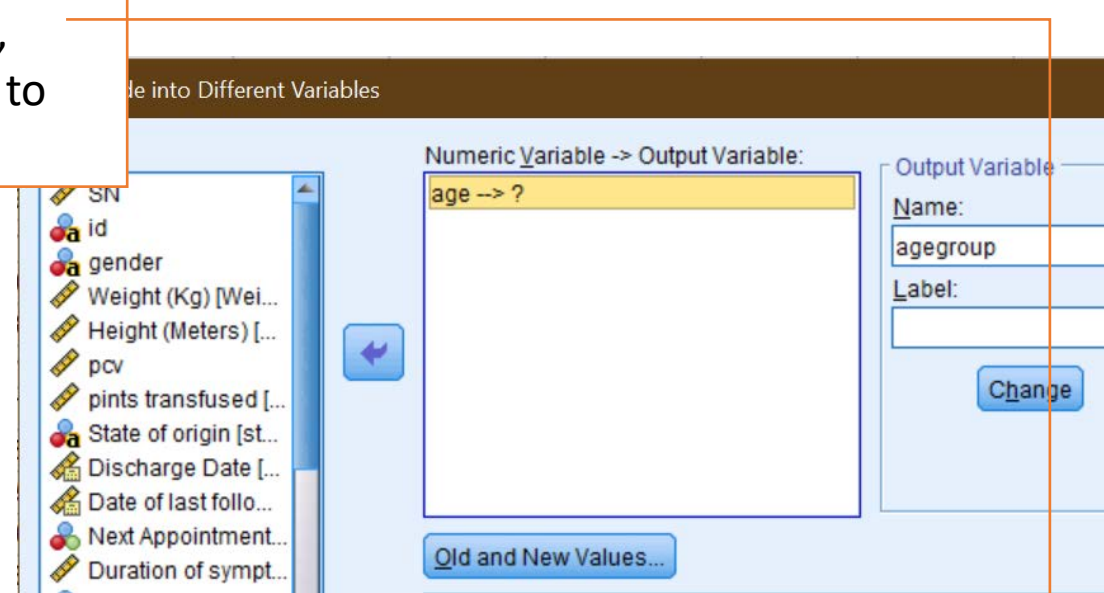 ,
to
de into Different Variables
Numeric Variable -> Output Variable:
age --> ?
SN
id
gender
Weight (Kg) [Wei...
Height (Meters) [...
pcv
pints transfused [...
State of origin [st...
Discharge Date [...
Date of last follo...
Next Appointment...
Duration of sympt...
Old and New Values...
Output Variable
Name:
agegroup
Label:
Change